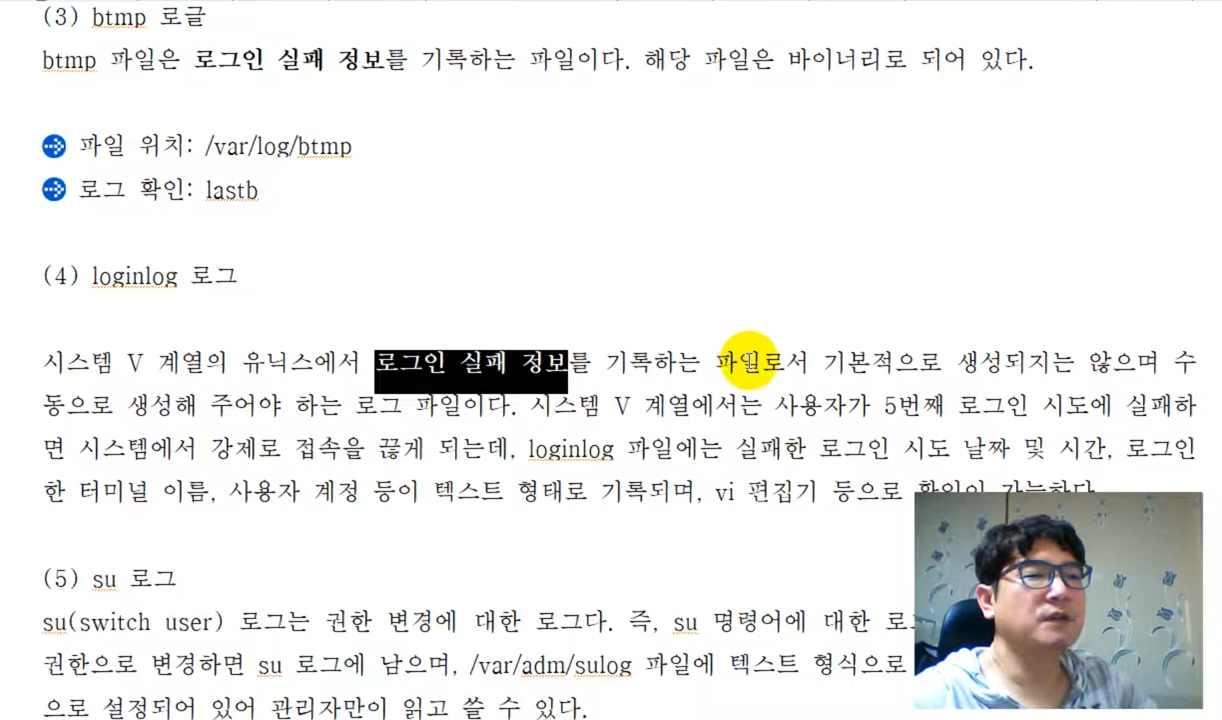 (3) btmp 로글
btmp 파일은 로그인 실패 정보를 기록하는 파일이다. 해당 파일은 바이너리로 되어 있다.
파일 위치: /var/log/btmp
로그 확인: lastb
(4) loginlog 로그
시스템 V 계열의 유닉스에서 로그인 실패 정보를 기록하는 파일로서 기본적으로 생성되지는 않으며 수
동으로 생성해 주어야 하는 로그 파일이다. 시스템 V 계열에서는 사용자가 5번째 로그인 시도에 실패하
면 시스템에서 강제로 접속을 끊게 되는데, loginlog 파일에는 실패한 로그인 시도 날짜 및 시간, 로그인
한 터미널 이름, 사용자 계정 등이 텍스트 형태로 기록되며, vi 편집기 등으로 확인이 가능하다.
(5) su 로그
su(switch user) 로그는 권한 변경에 대한 로그다. 즉, su 명령어에 대한
권한으로 변경하면 su 로그에 남으며, /var/adm/sulog 파일에 텍스트 형식으로
으로 설정되어 있어 관리자만이 읽고 쓸 수 있다.